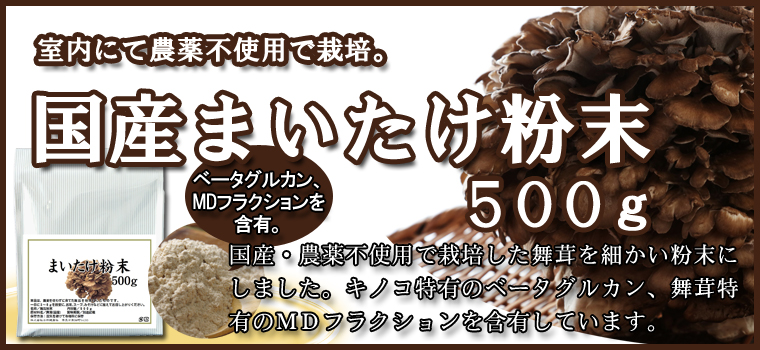 室内にて農薬不使用で栽培。
国産まいたけ粉末
500g
ベータグルカン、
MDフラクションを
含有。
国産・農薬不使用で栽培した舞茸を細かい粉末に
しました。キノコ特有のベータグルカン、舞茸特
有のMDフラクションを含有しています。
まいたけ粉末
500g